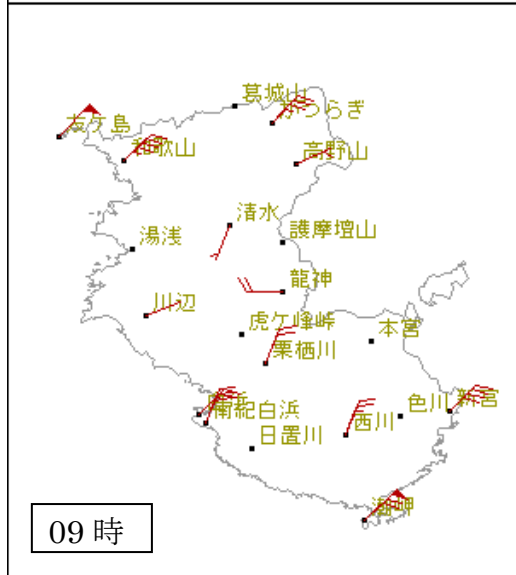 葛城山
かつらぎ
友ケ島
和歌山
高野山
清水
護摩壇山
湯浅
龍神
川辺
虎ケ峰峠
本宮
栗栖川
南紀白浜
色川
新宮
西川
日置川
潮岬
09時